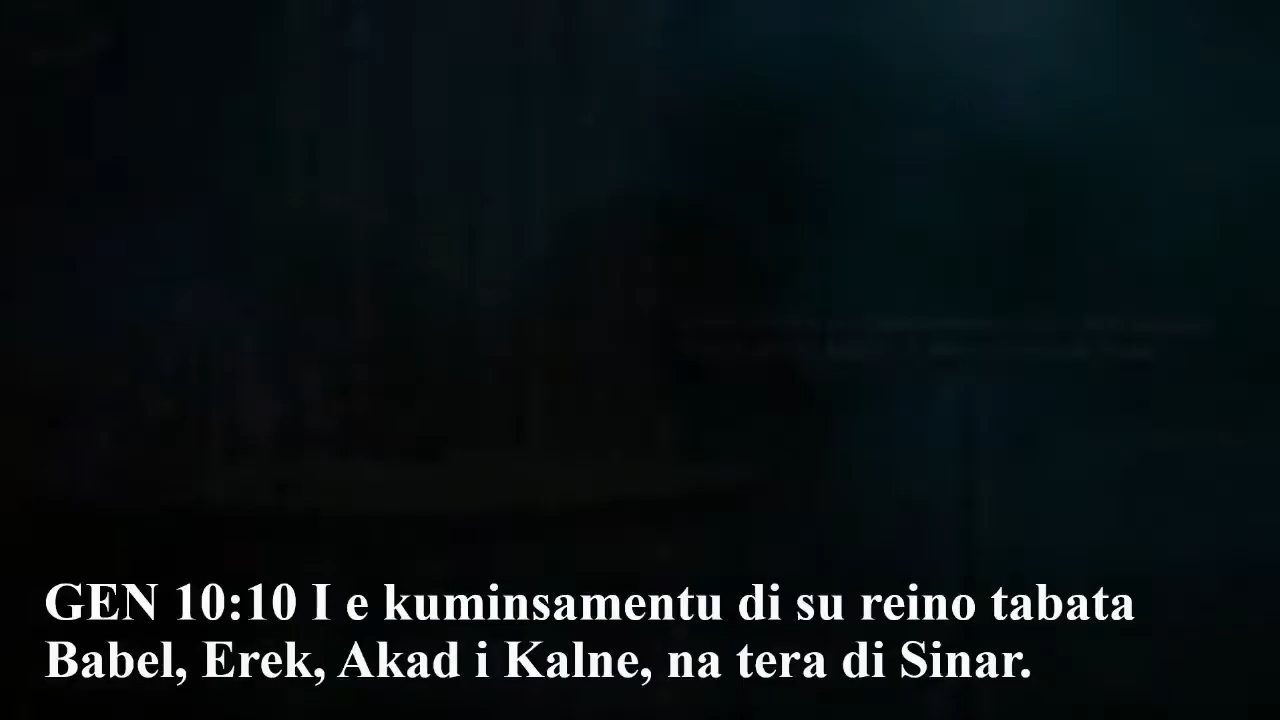 GEN 10:10 I e kuminsamentu di su reino tabata
Babel, Erek, Akad i Kalne, na tera di Sinar.